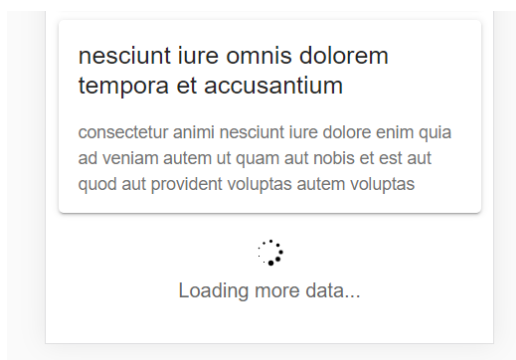 nesciunt iure omnis dolorem
tempora et accusantium
consectetur animi nesciunt iure dolore enim quia
ad veniam autem ut quam aut nobis et est aut
quod aut provident voluptas autem voluptas
Loading more data...